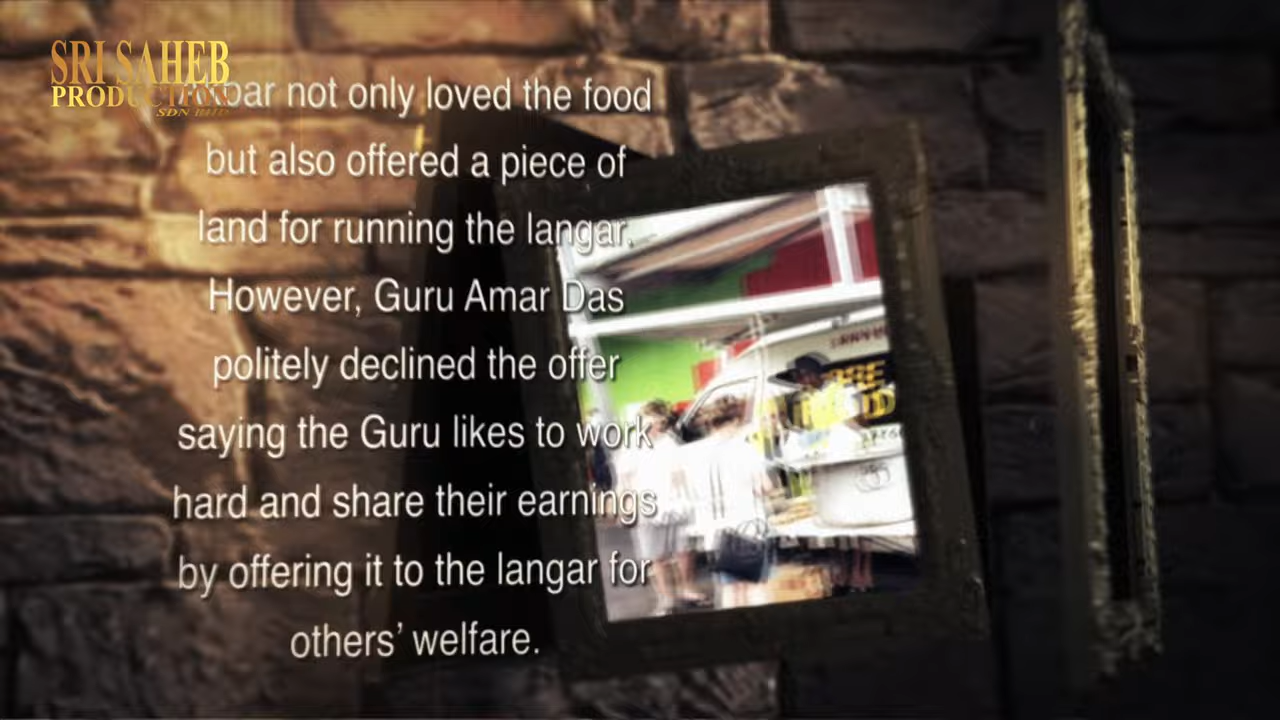 SRI SAHEB
PRODUCTION
SDN BHD
not only loved the food
but also offered a piece of
land for running the langar.
However, Guru Amar Das
politely declined the offer
saying the Guru likes to work
hard and share their earnings
by offering it to the langar for
others’ welfare.